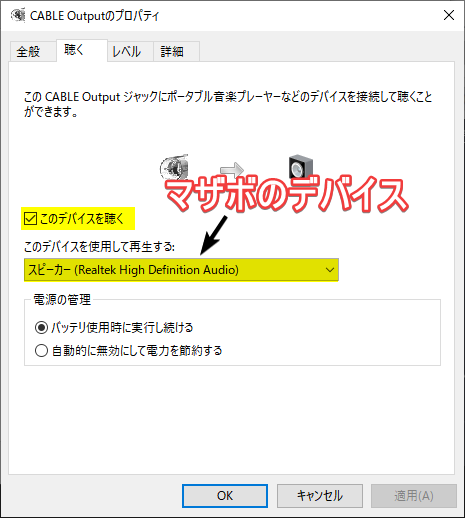 CABLE Outputのプロパティ
全般 聴く レベル 詳細
この CABLE Output ジャックにポータブル音楽プレーヤーなどのデバイスを接続して聴くこと
ができます。
マザボのデバイス
このデバイスを聴く
このデバイスを使用して再生する:
スピーカー (Realtek High Definition Audio)
電源の管理
バッテリ使用時に実行し続ける
自動的に無効にして電力を節約する
OK キャンセル 適用(A)